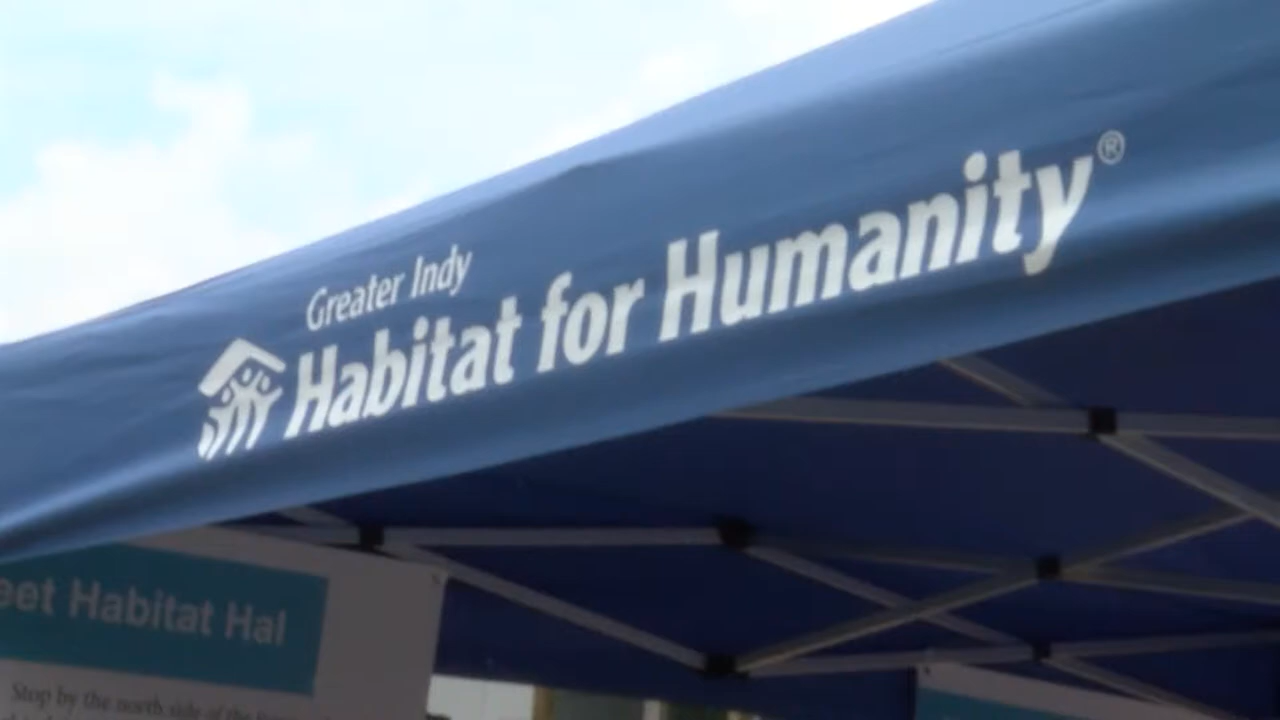 Greater Indy
Habitat for Humanity®
eet Habitat Hal
Stop by the north side of the